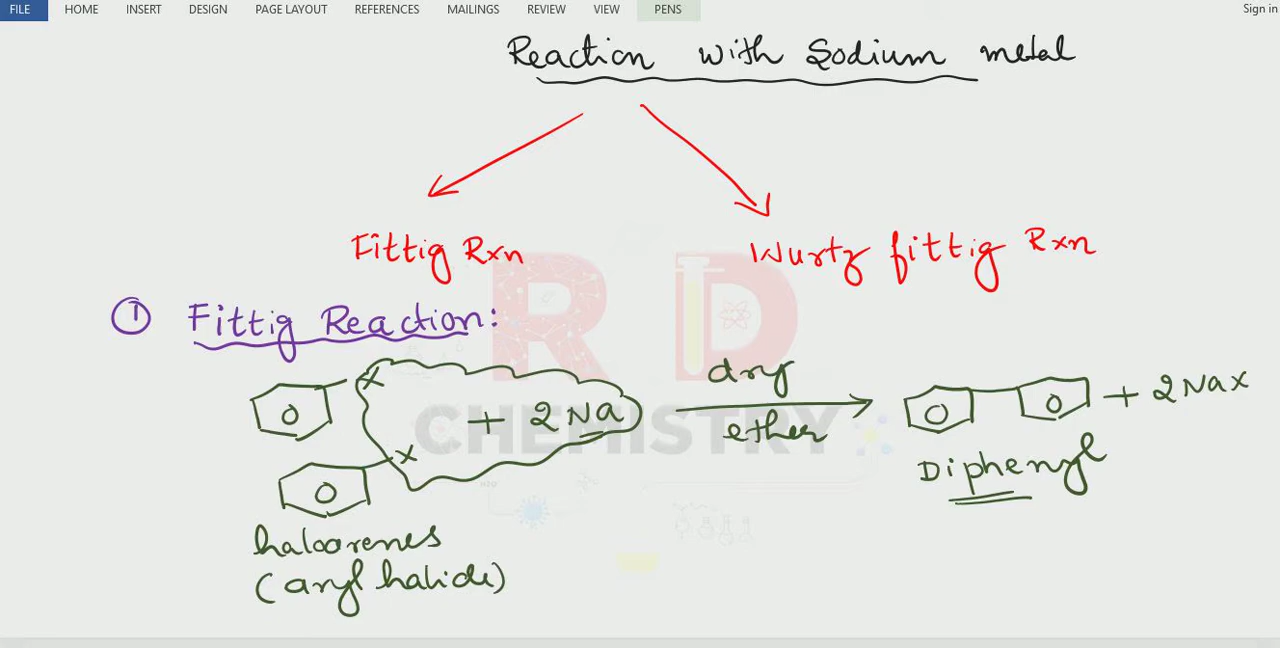 FILE HOME INSERT DESIGN PAGE LAYOUT REFERENCES MAILINGS REVIEW VIEW PENS Sign in
Reaction with Sodium metal
Fittig Rxn Wurtz fittig Rxn
① Fittig Reaction:
X + 2Na dry + 2NaX
X ether
Diphenyl
haloarenes
(aryl halide)
RD
CHEMISTRY